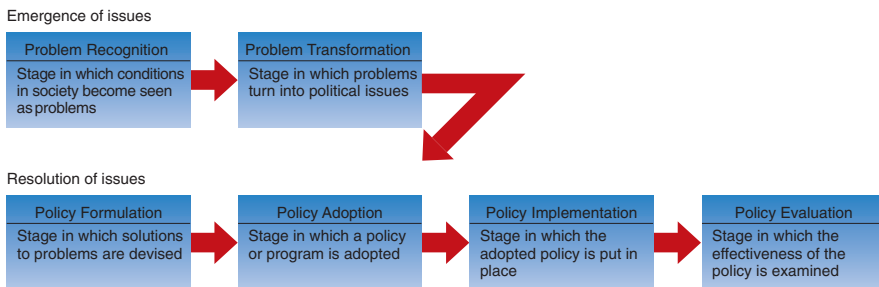 Emergence of issues
Problem Recognition
Stage in which conditions
in society become seen
as problems
Problem Transformation
Stage in which problems
turn into political issues
Resolution of issues
Policy Formulation
Stage in which solutions
to problems are devised
Policy Adoption
Stage in which a policy
or program is adopted
Policy Implementation
Stage in which the
adopted policy is put in
place
Policy Evaluation
Stage in which the
effectiveness of the
policy is examined